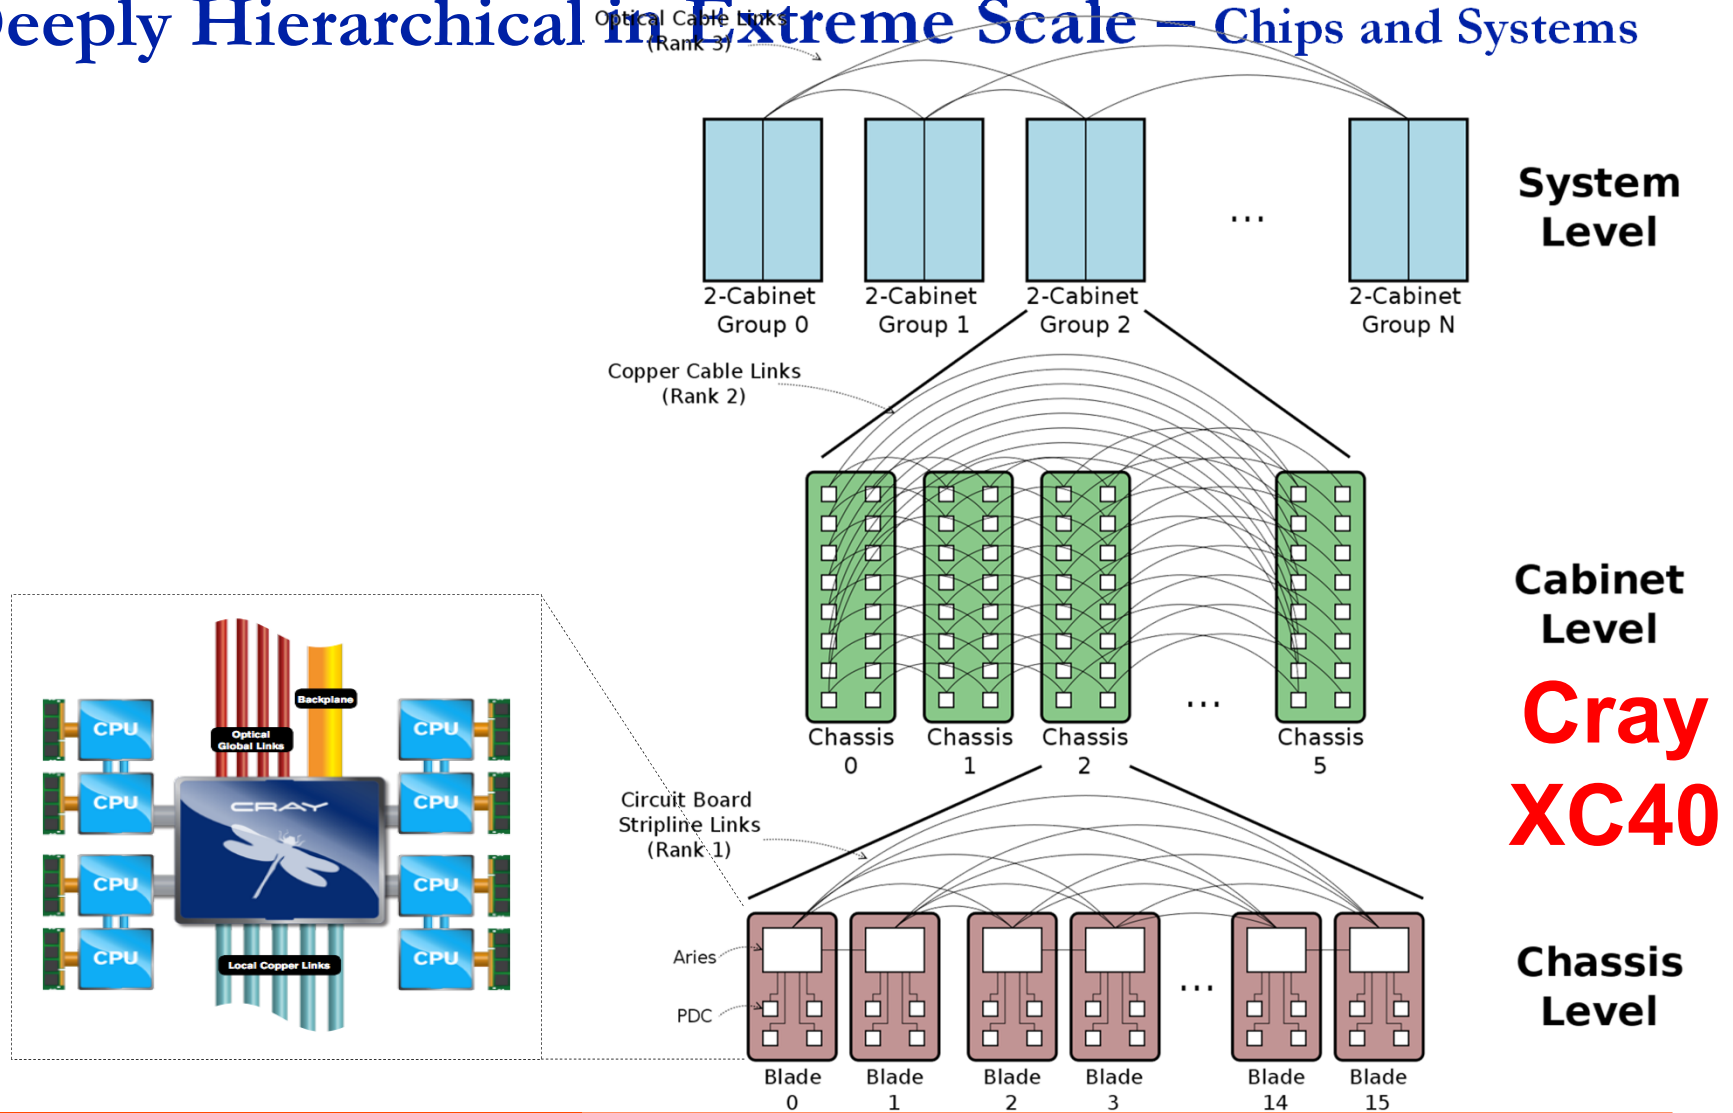 eeply Hierarchical in Extreme Scale – Chips and Systems
Optical Cable Links
(Rank 3)
...
System
Level
2-Cabinet
Group 0
2-Cabinet
Group 1
2-Cabinet
Group 2
2-Cabinet
Group N
Copper Cable Links
(Rank 2)
Cabinet
Level
...
Chassis
0
Chassis
1
Chassis
2
Chassis
5
Cray
XC40
Circuit Board
Stripline Links
(Rank 1)
Aries
PDC
...
Chassis
Level
Blade
0
Blade
1
Blade
2
Blade
3
Blade
14
Blade
15
Backplane
Optical
Global Links
CPU
CPU
CPU
CPU
CRAY
CPU
CPU
CPU
CPU
Local Copper Links